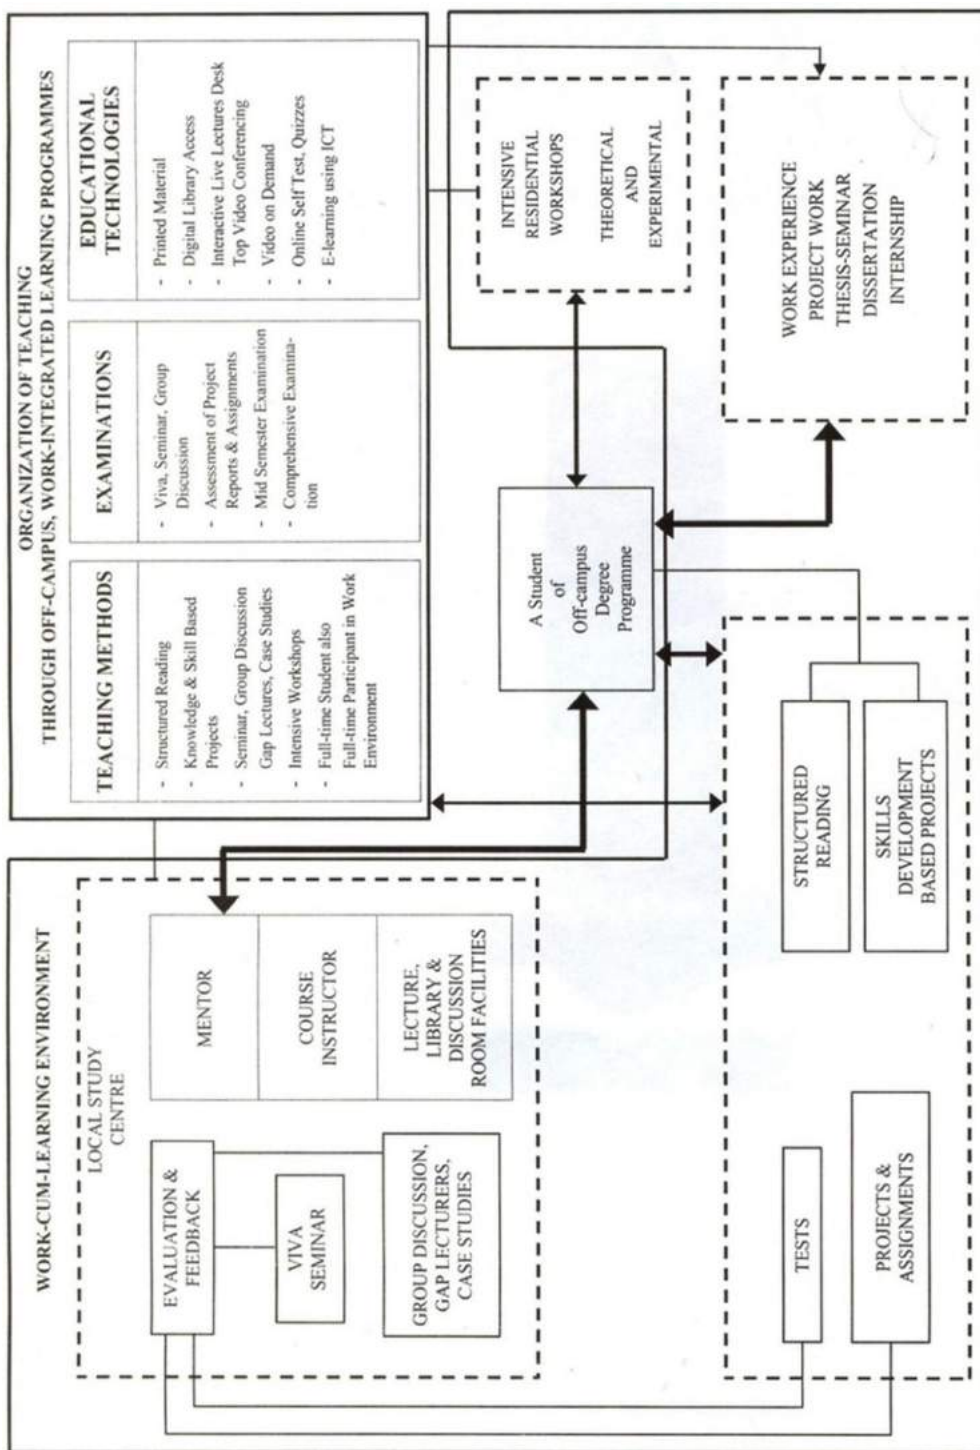 ORGANIZATION OF TEACHING
THROUGH OFF-CAMPUS, WORK-INTEGRATED LEARNING PROGRAMMES
TEACHING METHODS
- Structured Reading
- Knowledge & Skill Based
Projects
- Seminar, Group Discussion
Gap Lectures, Case Studies
- Intensive Workshops
- Full-time Student also
Full-time Participant in Work
Environment
EXAMINATIONS
- Viva, Seminar, Group
Discussion
- Assessment of Project
Reports & Assignments
- Mid Semester Examination
- Comprehensive Examina-
tion
EDUCATIONAL
TECHNOLOGIES
- Printed Material
- Digital Library Access
- Interactive Live Lectures Desk
Top Video Conferencing
- Video on Demand
- Online Self Test, Quizzes
- E-learning using ICT
WORK-CUM-LEARNING ENVIRONMENT
LOCAL STUDY
CENTRE
EVALUATION &
FEEDBACK
VIVA
SEMINAR
GROUP DISCUSSION,
GAP LECTURERS,
CASE STUDIES
MENTOR
COURSE
INSTRUCTOR
LECTURE,
LIBRARY &
DISCUSSION
ROOM FACILITIES
A Student
of
Off-campus
Degree
Programme
INTENSIVE
RESIDENTIAL
WORKSHOPS
THEORETICAL
AND
EXPERIMENTAL
TESTS
PROJECTS &
ASSIGNMENTS
STRUCTURED
READING
SKILLS
DEVELOPMENT
BASED PROJECTS
WORK EXPERIENCE
PROJECT WORK
THESIS-SEMINAR
DISSERTATION
INTERNSHIP